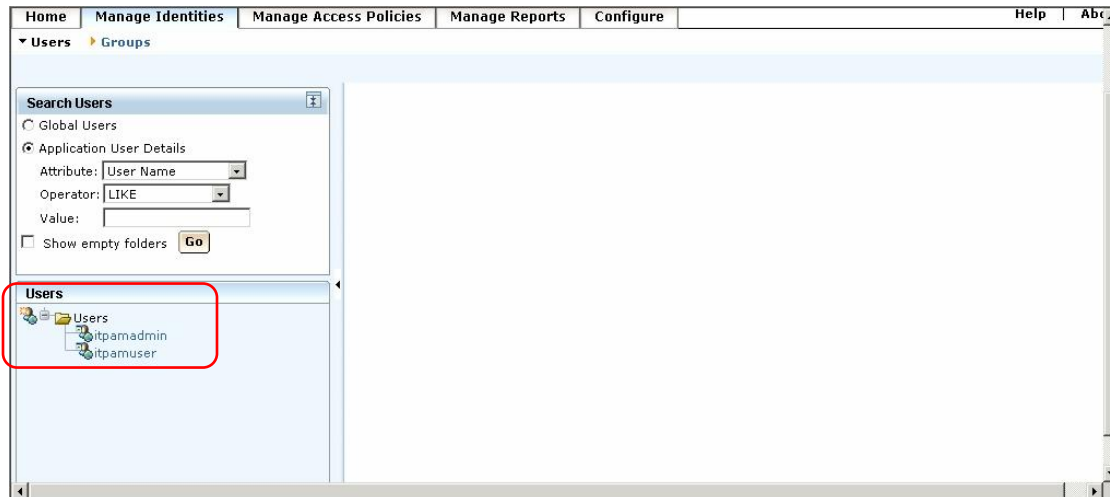 Home Manage Identities Manage Access Policies Manage Reports Configure Help | Abo
Users Groups
Search Users
Global Users
Application User Details
Attribute: User Name
Operator: LIKE
Value:
Show empty folders Go
Users
Users
itpamadmin
itpamuser